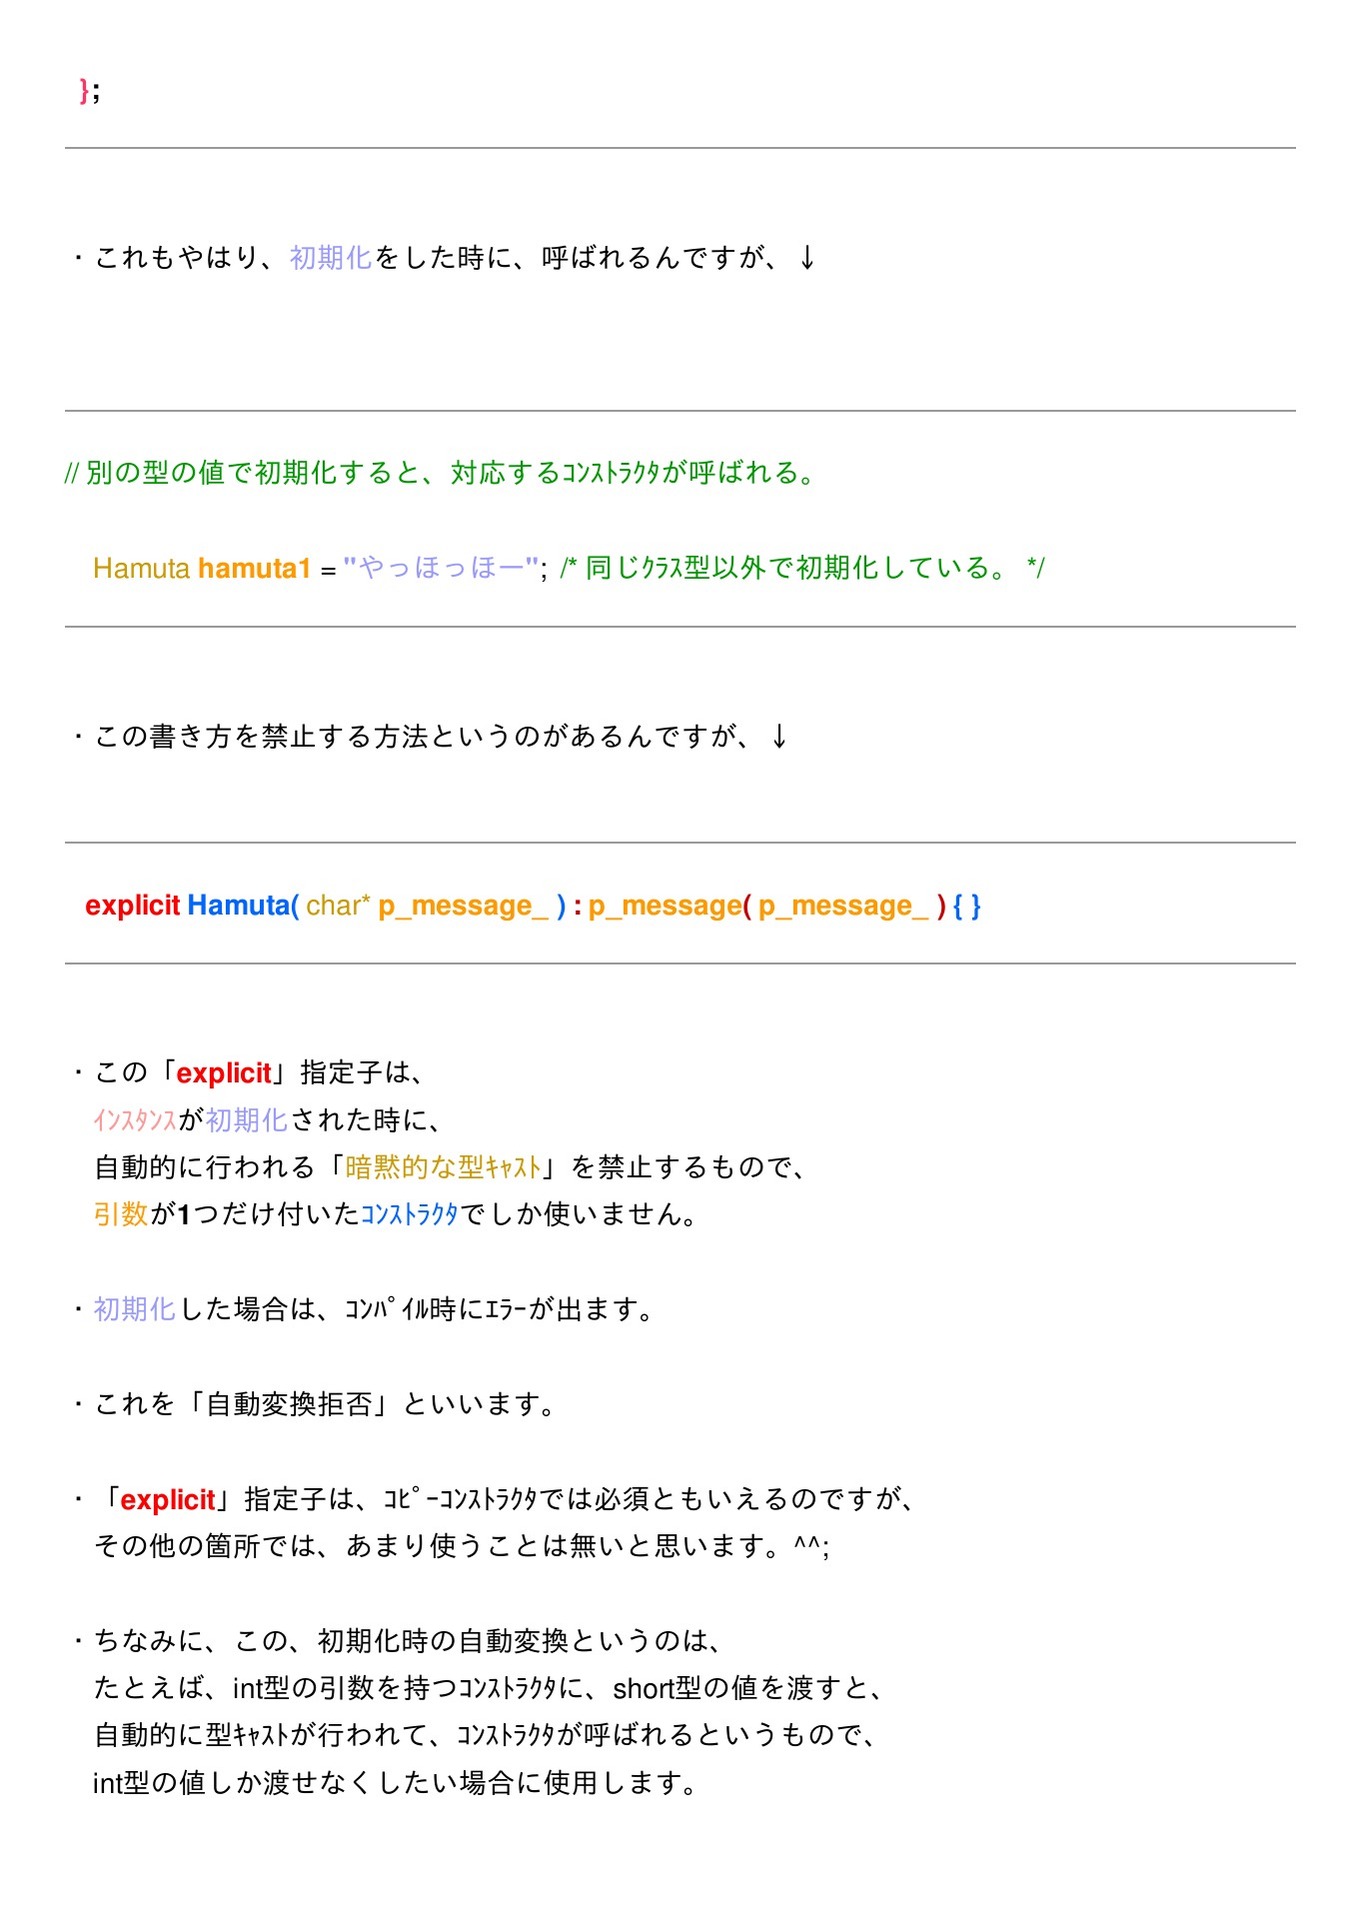 };
・これもやはり、初期化をした時に、呼ばれるんですが、↓
// 別の型の値で初期化すると、対応するｺﾝｽﾄﾗｸﾀが呼ばれる。
Hamuta hamuta1 = "やっほっほー"; /* 同じｸﾗｽ型以外で初期化している。 */
・この書き方を禁止する方法というのがあるんですが、↓
explicit Hamuta( char* p_message_ ) : p_message( p_message_ ) { }
・この「explicit」指定子は、
ｲﾝｽﾀﾝｽが初期化された時に、
自動的に行われる「暗黙的な型ｷｬｽﾄ」を禁止するもので、
引数が1つだけ付いたｺﾝｽﾄﾗｸﾀでしか使いません。
・初期化した場合は、ｺﾝﾊﾟｲﾙ時にｴﾗｰが出ます。
・これを「自動変換拒否」といいます。
・「explicit」指定子は、ｺﾋﾟｰｺﾝｽﾄﾗｸﾀでは必須ともいえるのですが、
その他の箇所では、あまり使うことは無いと思います。^^;
・ちなみに、この、初期化時の自動変換というのは、
たとえば、int型の引数を持つｺﾝｽﾄﾗｸﾀに、short型の値を渡すと、
自動的に型ｷｬｽﾄが行われて、ｺﾝｽﾄﾗｸﾀが呼ばれるというもので、
int型の値しか渡せなくしたい場合に使用します。